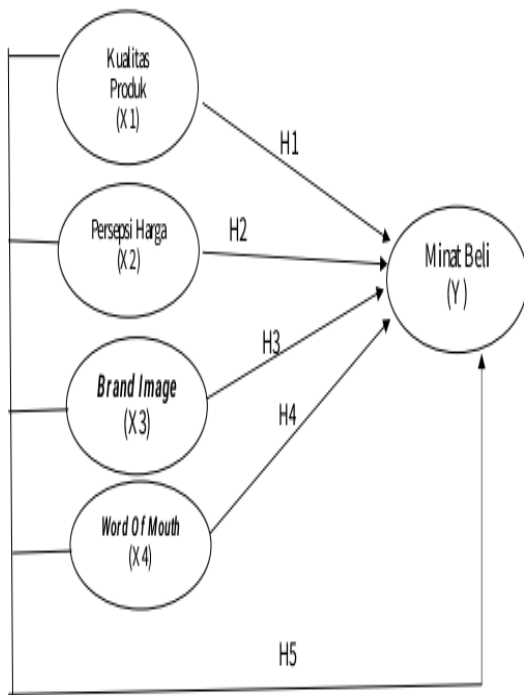 Kualitas
Produk
(X1)
H1
Persepsi Harga
(X2)
H2
Minat Beli
(Y)
Brand Image
(X3)
H3
H4
Word Of Mouth
(X4)
H5